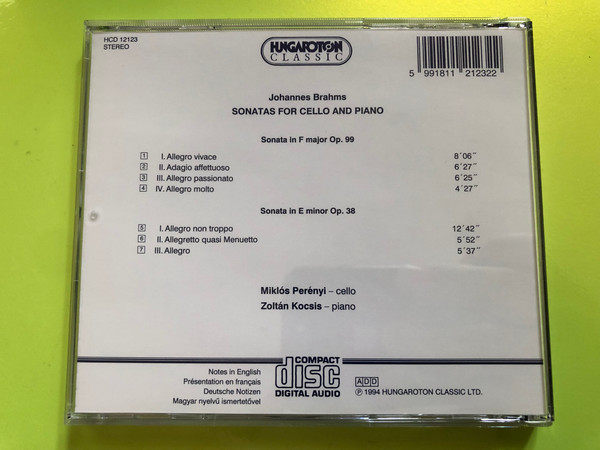 HCD 12123
STEREO
HUNGAROTON
CLASSIC
5 991811 212322
Johannes Brahms
SONATAS FOR CELLO AND PIANO
Sonata in F major Op. 99
1 I. Allegro vivace 8´06˝
2 II. Adagio affettuoso 6´27˝
3 III. Allegro passionato 6´25˝
4 IV. Allegro molto 4´27˝
Sonata in E minor Op. 38
5 I. Allegro non troppo 12´42˝
6 II. Allegretto quasi Menuetto 5´52˝
7 III. Allegro 5´37˝
Miklós Perényi – cello
Zoltán Kocsis – piano
Notes in English
Présentation en français
Deutsche Notizen
Magyar nyelvű ismertetővel
COMPACT
disc
DIGITAL AUDIO
ADD
℗ 1994 HUNGAROTON CLASSIC LTD.